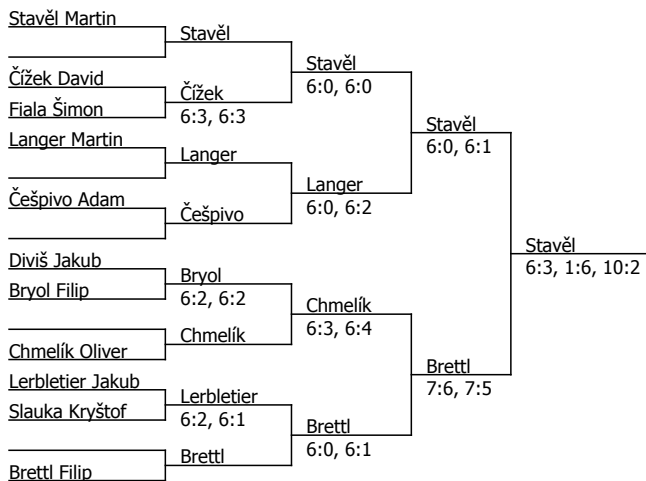 Stavěl Martin
Čížek David
Fiala Šimon
Langer Martin
Češpivo Adam
Diviš Jakub
Bryol Filip
Chmelík Oliver
Lerbletier Jakub
Slauka Kryštof
Brettl Filip
Stavěl
Čížek
6:3, 6:3
Langer
Češpivo
Bryol
6:2, 6:2
Chmelík
Lerbletier
6:2, 6:1
Brettl
Stavěl
6:0, 6:0
Langer
6:0, 6:2
Chmelík
6:3, 6:4
Brettl
6:0, 6:1
Stavěl
6:0, 6:1
Brettl
7:6, 7:5
Stavěl
6:3, 1:6, 10:2